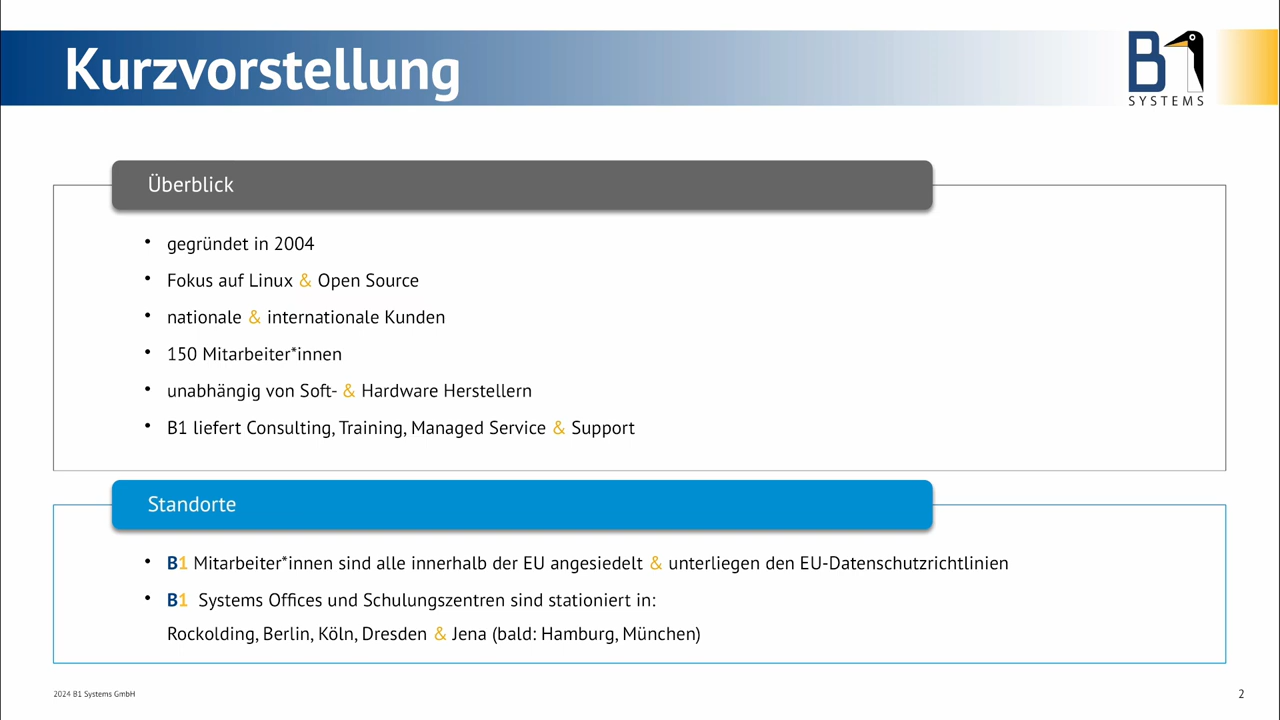 Kurzvorstellung
B1
SYSTEMS
Überblick
• gegründet in 2004
• Fokus auf Linux & Open Source
• nationale & internationale Kunden
• 150 Mitarbeiter*innen
• unabhängig von Soft- & Hardware Herstellern
• B1 liefert Consulting, Training, Managed Service & Support
Standorte
• B1 Mitarbeiter*innen sind alle innerhalb der EU angesiedelt & unterliegen den EU-Datenschutzrichtlinien
• B1 Systems Offices und Schulungszentren sind stationiert in:
Rockolding, Berlin, Köln, Dresden & Jena (bald: Hamburg, München)
2024 B1 Systems GmbH
2